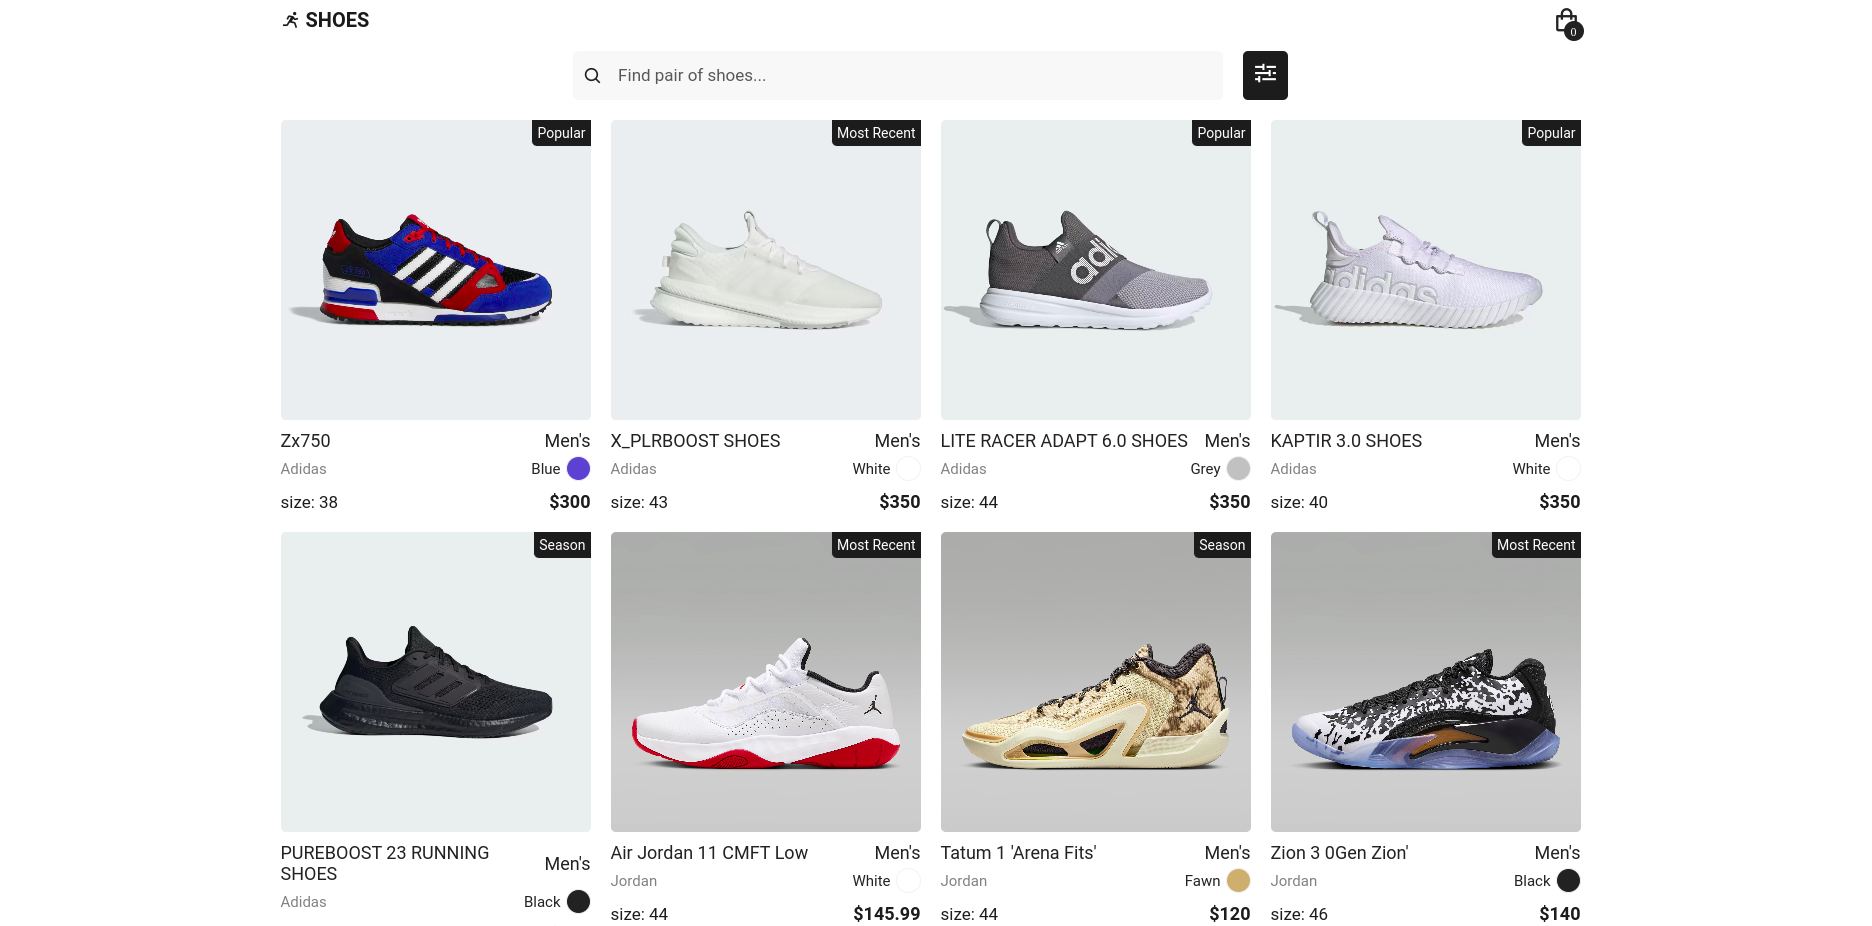 SHOES
0
Find pair of shoes...
Popular
Most Recent
Popular
Popular
adidas
adidas
Zx750 Men's
Adidas Blue
size: 38 $300
X_PLRBOOST SHOES Men's
Adidas White
size: 43 $350
LITE RACER ADAPT 6.0 SHOES Men's
Adidas Grey
size: 44 $350
KAPTIR 3.0 SHOES Men's
Adidas White
size: 40 $350
Season
Most Recent
Season
Most Recent
PUREBOOST 23 RUNNING
SHOES
Men's
Adidas Black
Air Jordan 11 CMFT Low Men's
Jordan White
size: 44 $145.99
Tatum 1 'Arena Fits' Men's
Jordan Fawn
size: 44 $120
Zion 3 0Gen Zion' Men's
Jordan Black
size: 46 $140